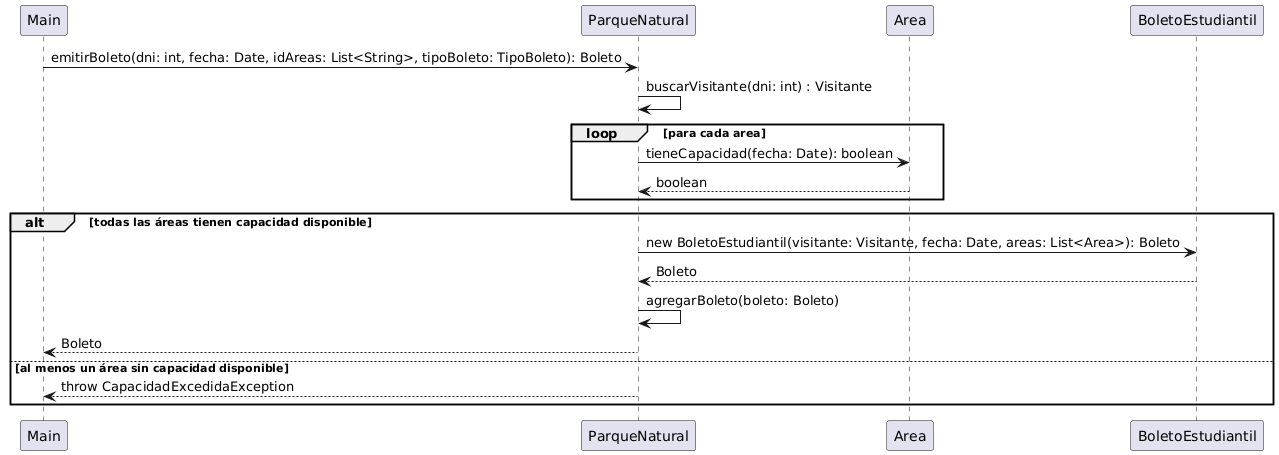 Main
ParqueNatural
Area
BoletoEstudiantil
emitirBoleto(dni: int, fecha: Date, idAreas: List<String>, tipoBoleto: TipoBoleto): Boleto
buscarVisitante(dni: int) : Visitante
loop
[para cada area]
tieneCapacidad(fecha: Date): boolean
boolean
alt
[todas las áreas tienen capacidad disponible]
new BoletoEstudiantil(visitante: Visitante, fecha: Date, areas: List<Area>): Boleto
Boleto
agregarBoleto(boleto: Boleto)
Boleto
[al menos un área sin capacidad disponible]
throw CapacidadExcedidaException
Main
ParqueNatural
Area
BoletoEstudiantil